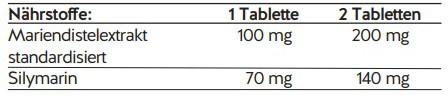 Nährstoffe: 1 Tablette 2 Tabletten
Mariendistelextrakt 100 mg 200 mg
standardisiert
Silymarin 70 mg 140 mg